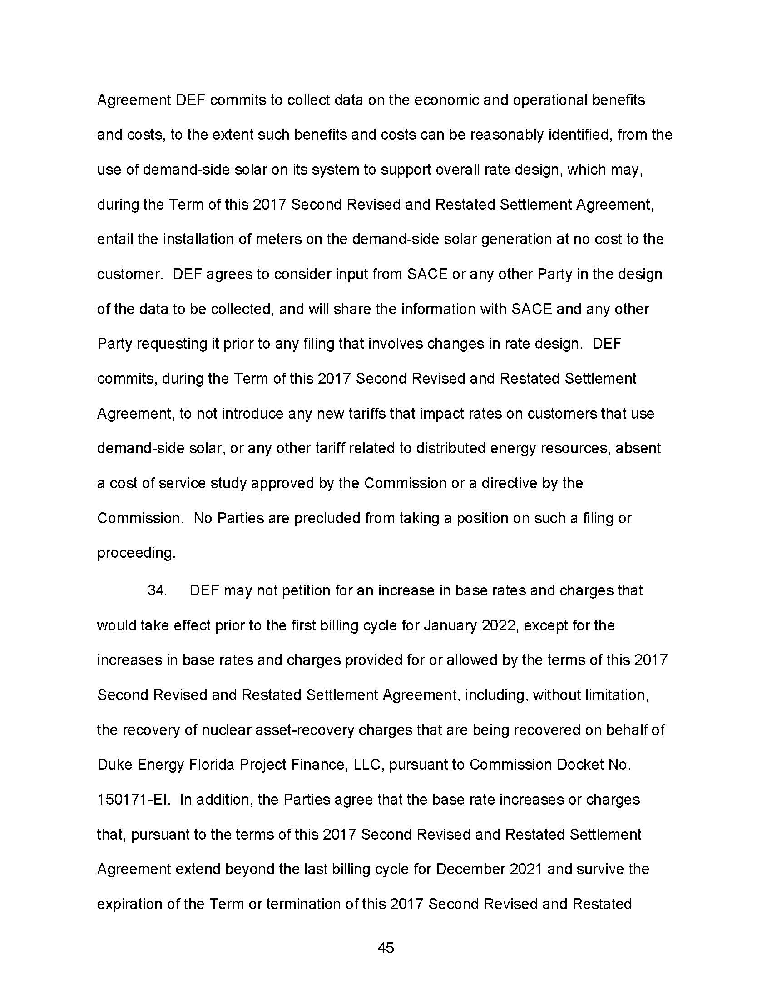 Agreement DEF commits to collect data on the economic and operational benefits
and costs, to the extent such benefits and costs can be reasonably identified, from the
use of demand-side solar on its system to support overall rate design, which may,
during the Term of this 2017 Second Revised and Restated Settlement Agreement,
entail the installation of meters on the demand-side solar generation at no cost to the
customer.  DEF agrees to consider input from SACE or any other Party in the design
of the data to be collected, and will share the information with SACE and any other
Party requesting it prior to any filing that involves changes in rate design.  DEF
commits, during the Term of this 2017 Second Revised and Restated Settlement
Agreement, to not introduce any new tariffs that impact rates on customers that use
demand-side solar, or any other tariff related to distributed energy resources, absent
a cost of service study approved by the Commission or a directive by the
Commission.  No Parties are precluded from taking a position on such a filing or
proceeding.
34. DEF may not petition for an increase in base rates and charges that
would take effect prior to the first billing cycle for January 2022, except for the
increases in base rates and charges provided for or allowed by the terms of this 2017
Second Revised and Restated Settlement Agreement, including, without limitation,
the recovery of nuclear asset-recovery charges that are being recovered on behalf of
Duke Energy Florida Project Finance, LLC, pursuant to Commission Docket No.
150171-EI.  In addition, the Parties agree that the base rate increases or charges
that, pursuant to the terms of this 2017 Second Revised and Restated Settlement
Agreement extend beyond the last billing cycle for December 2021 and survive the
expiration of the Term or termination of this 2017 Second Revised and Restated
45